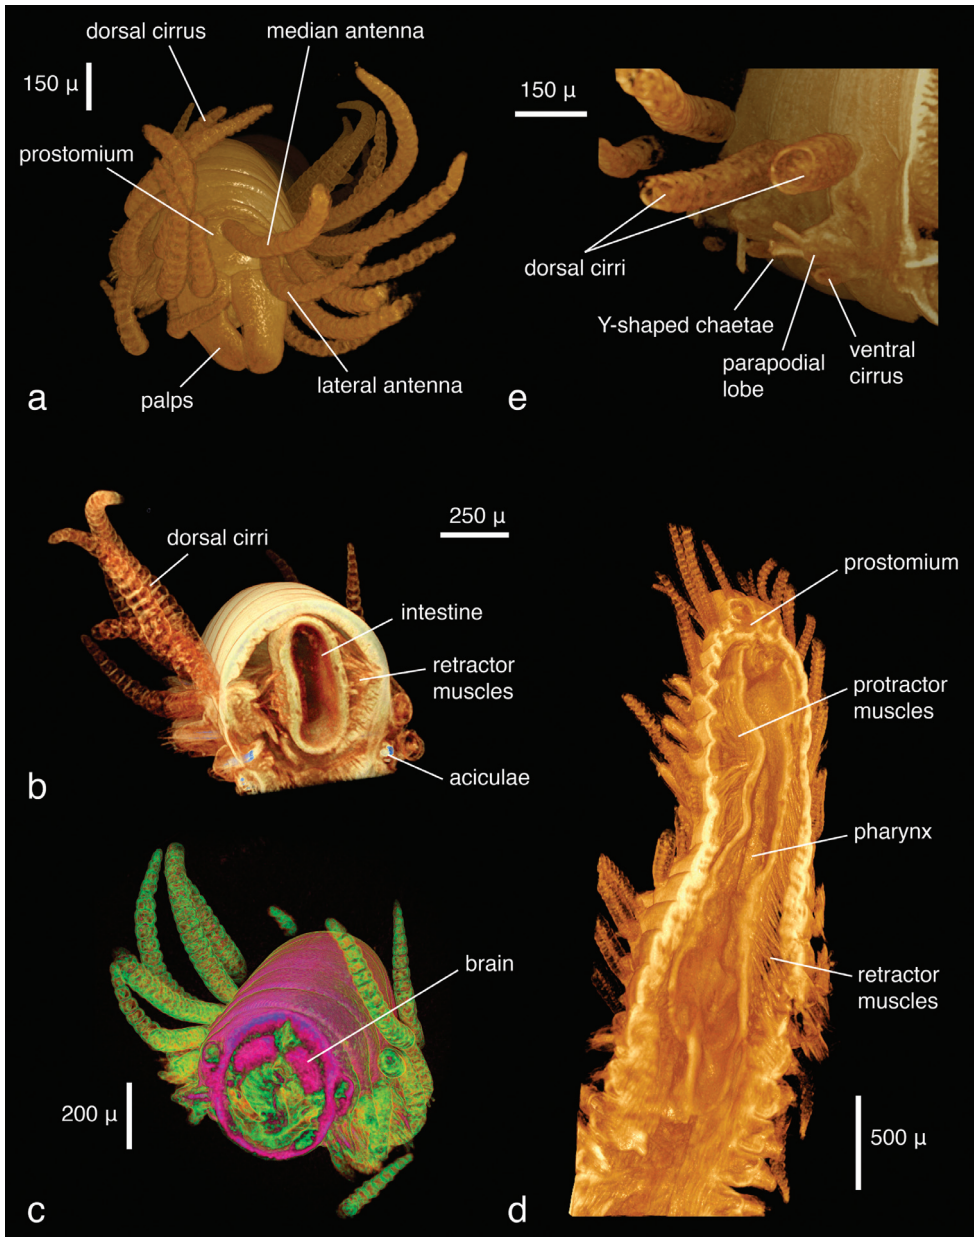 dorsal cirrus
median antenna
150 µ
prostomium
lateral antenna
palps
a
150 µ
dorsal cirri
Y-shaped chaetae
parapodial
lobe
ventral
cirrus
e
250 µ
dorsal cirri
intestine
retractor
muscles
aciculae
b
brain
200 µ
c
prostomium
protractor
muscles
pharynx
retractor
muscles
500 µ
d